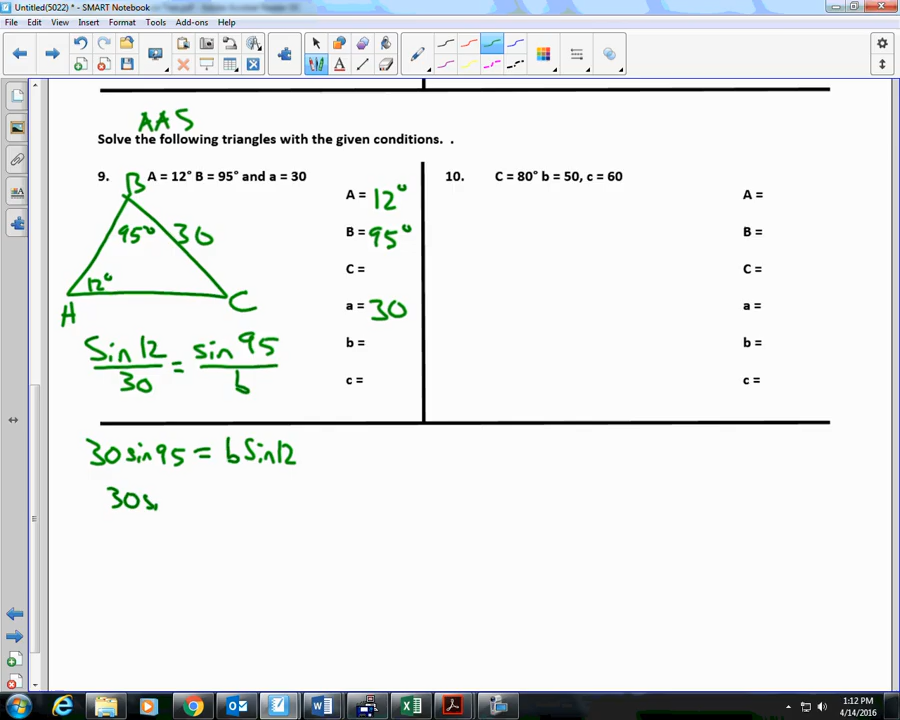 Untitled(5022) * - SMART Notebook
File Edit View Insert Format Tools Add-ons Help
AAS
Solve the following triangles with the given conditions. .
9. A = 12° B = 95° and a = 30
B
95° 30
12°
A C
A = 12°
B = 95°
C =
a = 30
b =
c =
Sin 12 / 30 = sin 95 / b
30 sin 95 = b Sin 12
30 s
10. C = 80° b = 50, c = 60
A =
B =
C =
a =
b =
c =
1:12 PM
4/14/2016